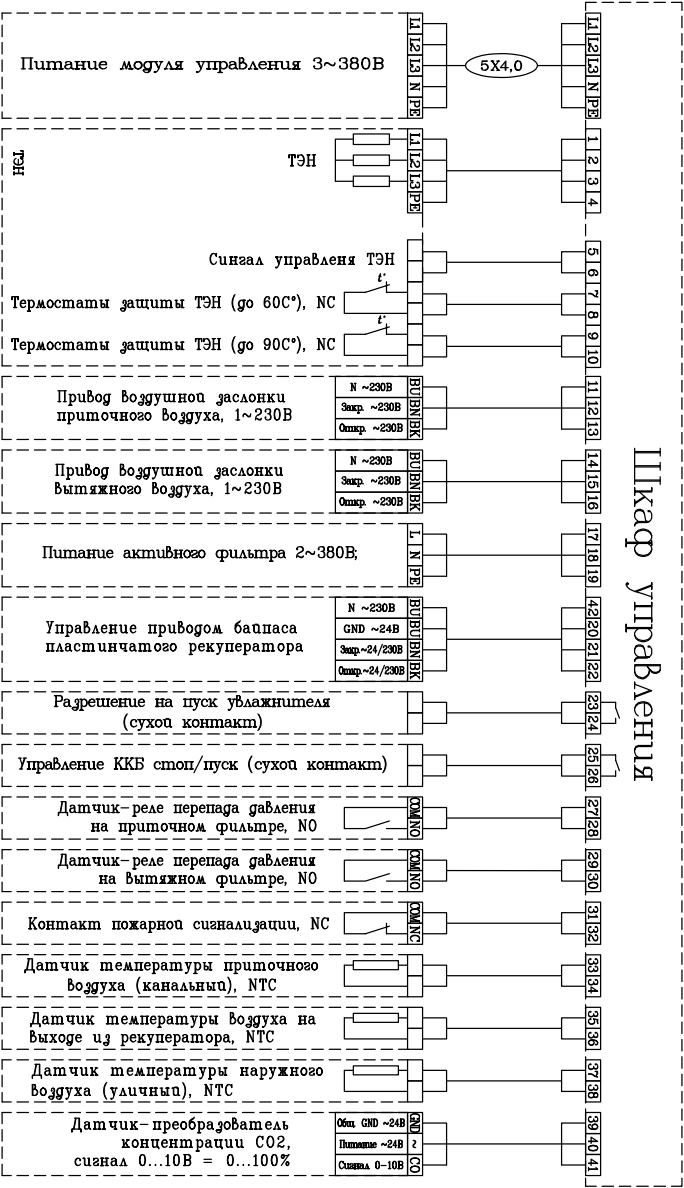 Питание модуля управления 3~380В
L1
L2
L3
N
PE
5X4,0
L1
L2
L3
N
PE
ТЭН
ТЭН
L1
L2
L3
PE
1
2
3
4
Сингал управленя ТЭН
5
6
Термостаты защиты ТЭН (до 60С°), NC
t°
7
8
Термостаты защиты ТЭН (до 90С°), NC
t°
9
10
Привод воздушной заслонки
приточного воздуха, 1~230В
N ~230В
Закр. ~230В
Откр. ~230В
BU
BN
BK
11
12
13
Привод воздушной заслонки
вытяжного воздуха, 1~230В
N ~230В
Закр. ~230В
Откр. ~230В
BU
BN
BK
14
15
16
Питание активного фильтра 2~380В;
L
N
PE
17
18
19
Управление приводом байпаса
пластинчатого рекуператора
N ~230В
GND ~24В
Закр.~24/230В
Откр.~24/230В
BU
BU
BN
BK
42
20
21
22
Разрешение на пуск увлажнителя
(сухой контакт)
23
24
Управление ККБ стоп/пуск (сухой контакт)
25
26
Датчик-реле перепада давления
на приточном фильтре, NO
COM
NO
27
28
Датчик-реле перепада давления
на вытяжном фильтре, NO
COM
NO
29
30
Контакт пожарной сигнализации, NC
COM
NC
31
32
Датчик температуры приточного
воздуха (канальный), NTC
33
34
Датчик температуры воздуха на
выходе из рекуператора, NTC
35
36
Датчик температуры наружного
воздуха (уличный), NTC
37
38
Датчик-преобразователь
концентрации СО2,
сигнал 0...10В = 0...100%
Общ. GND ~24В
Питание ~24В
Сигнал 0-10В
GND
~
CO
39
40
41
Шкаф управления